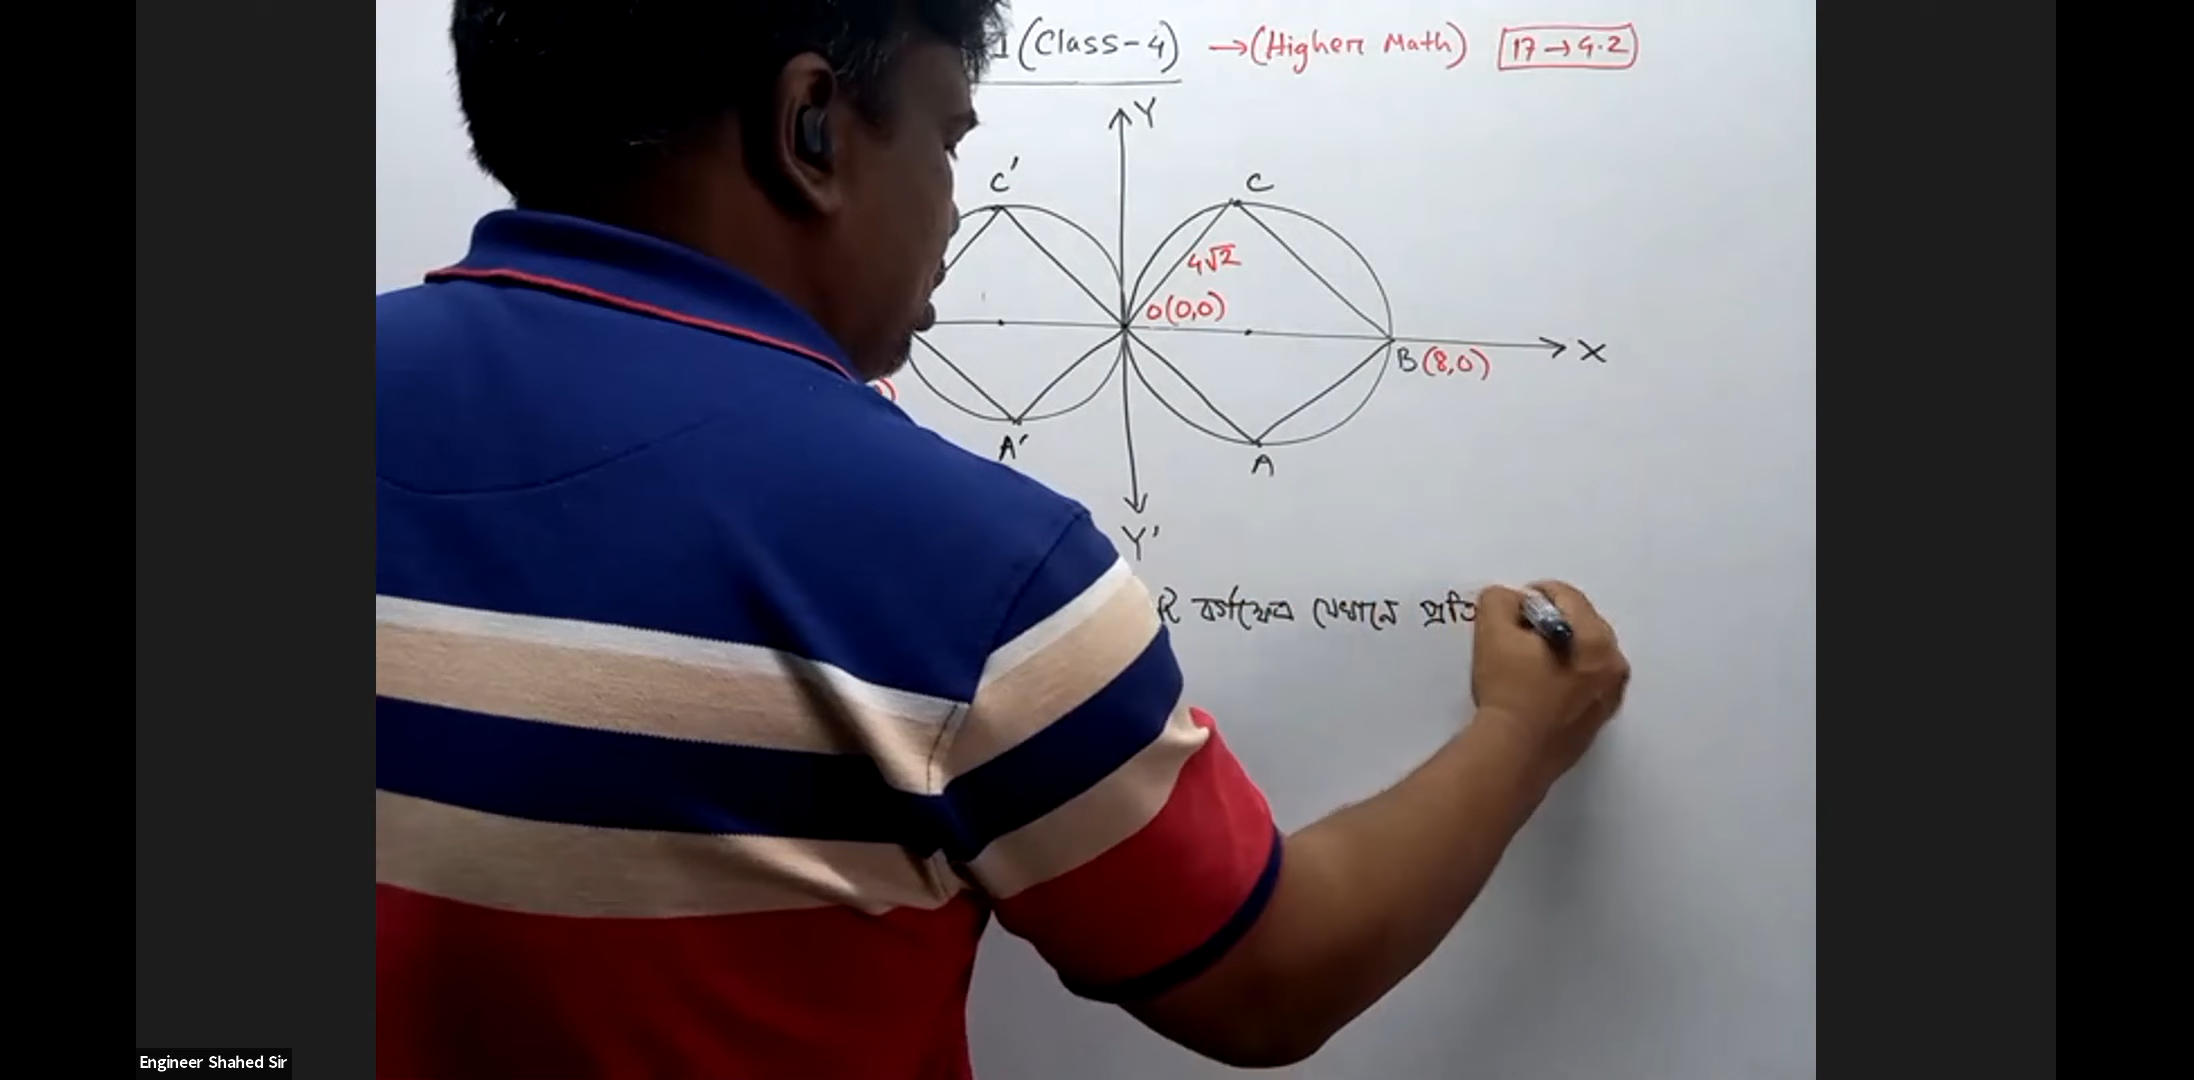 1 (Class-4) →(Higher Math) 17→4.2
Y
C' C
4√2
O(0,0)
X
B(8,0)
A' A
Y'
R বর্গক্ষেত্র যেখানে প্রতি
Engineer Shahed Sir